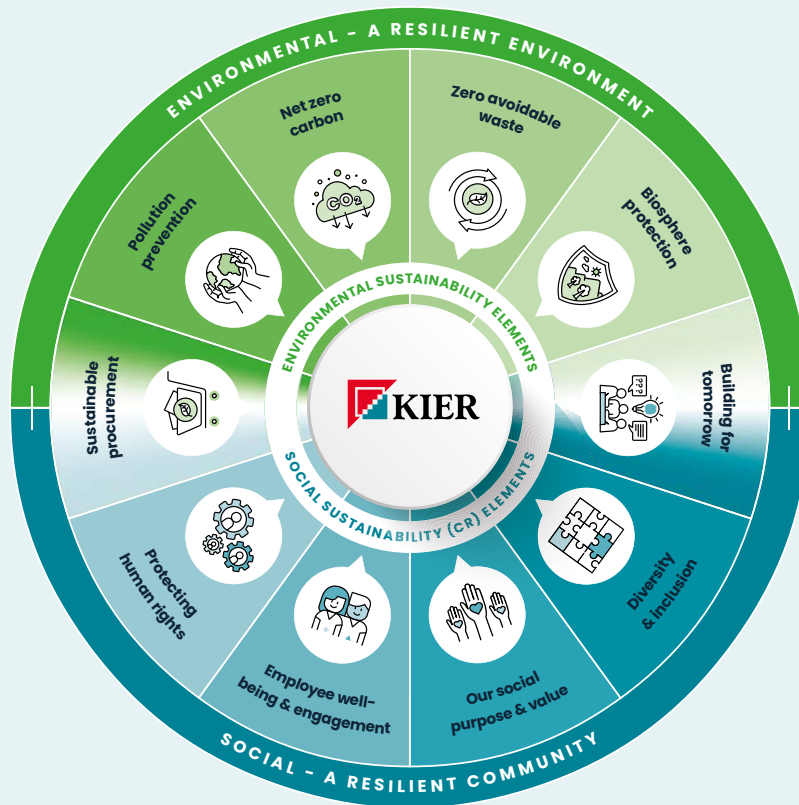 ENVIRONMENTAL – A RESILIENT ENVIRONMENT
Net zero
carbon
Zero avoidable
waste
Biosphere
protection
Building for
tomorrow
Diversity
& inclusion
Our social
purpose & value
Employee well-
being & engagement
Protecting
human rights
Sustainable
procurement
Pollution
prevention
CO2
PPP
ENVIRONMENTAL SUSTAINABILITY ELEMENTS
KIER
SOCIAL SUSTAINABILITY (CR) ELEMENTS
SOCIAL – A RESILIENT COMMUNITY